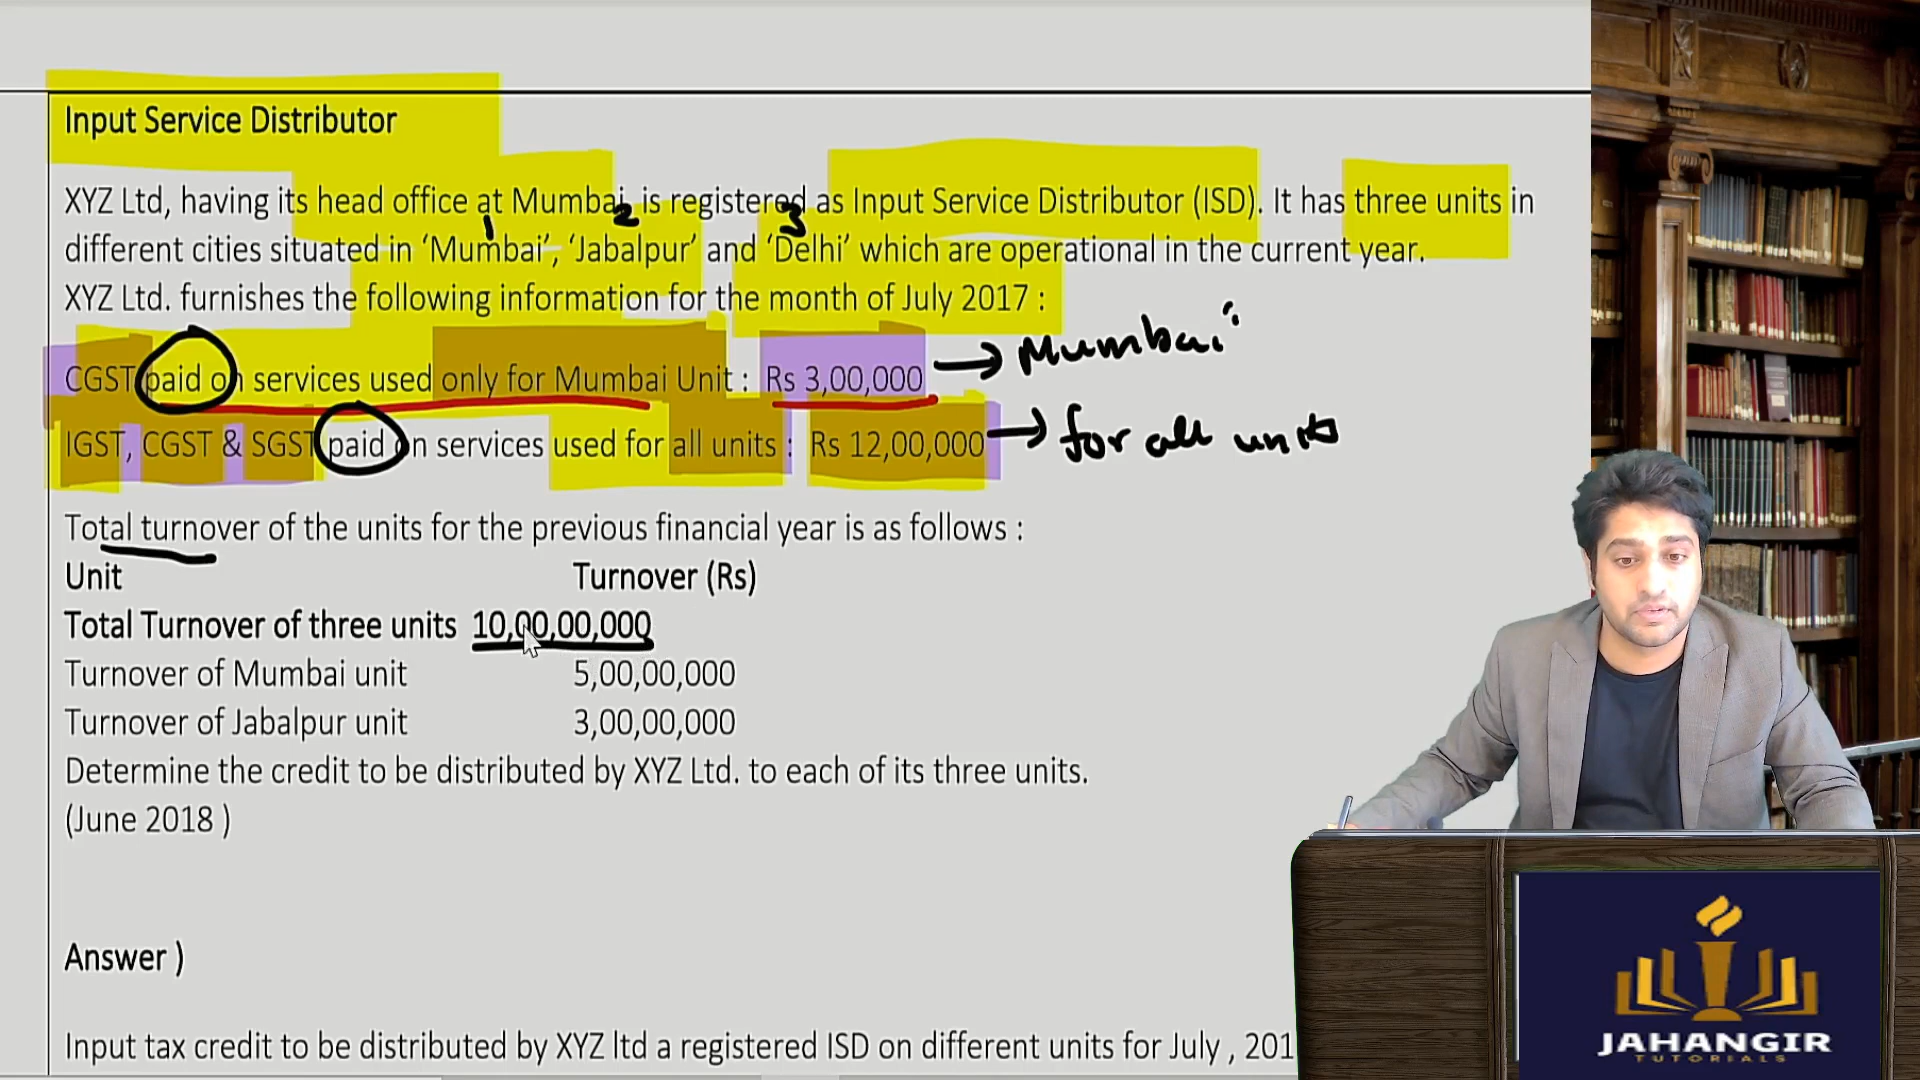 Input Service Distributor
XYZ Ltd, having its head office at Mumbai, is registered as Input Service Distributor (ISD). It has three units in
1 2 3
different cities situated in ‘Mumbai’, ‘Jabalpur’ and ‘Delhi’ which are operational in the current year.
XYZ Ltd. furnishes the following information for the month of July 2017 :
CGST paid on services used only for Mumbai Unit : Rs 3,00,000 → Mumbai
IGST, CGST & SGST paid on services used for all units : Rs 12,00,000 → for all units
Total turnover of the units for the previous financial year is as follows :
Unit Turnover (Rs)
Total Turnover of three units 10,00,00,000
Turnover of Mumbai unit 5,00,00,000
Turnover of Jabalpur unit 3,00,00,000
Determine the credit to be distributed by XYZ Ltd. to each of its three units.
(June 2018 )
Answer )
Input tax credit to be distributed by XYZ ltd a registered ISD on different units for July , 201
JAHANGIR
TUTORIALS